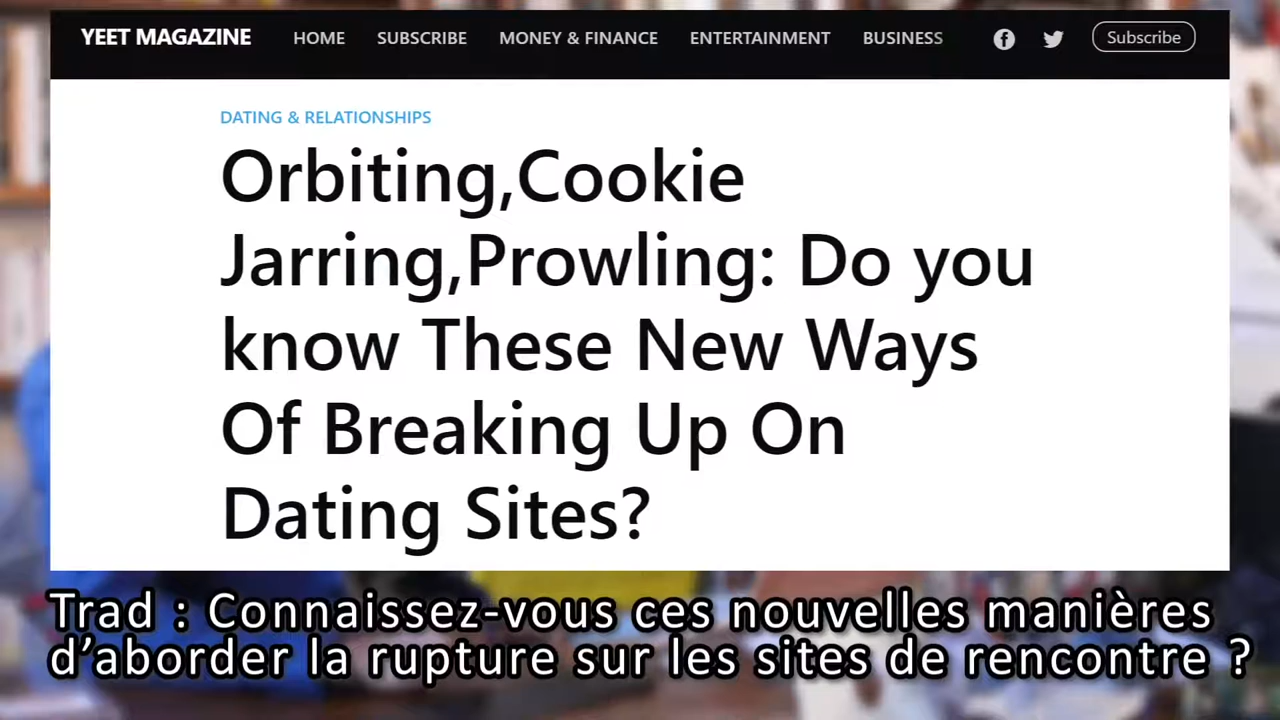 YEET MAGAZINE HOME SUBSCRIBE MONEY & FINANCE ENTERTAINMENT BUSINESS Subscribe
DATING & RELATIONSHIPS
Orbiting,Cookie
Jarring,Prowling: Do you
know These New Ways
Of Breaking Up On
Dating Sites?
Trad : Connaissez-vous ces nouvelles manières
d’aborder la rupture sur les sites de rencontre ?